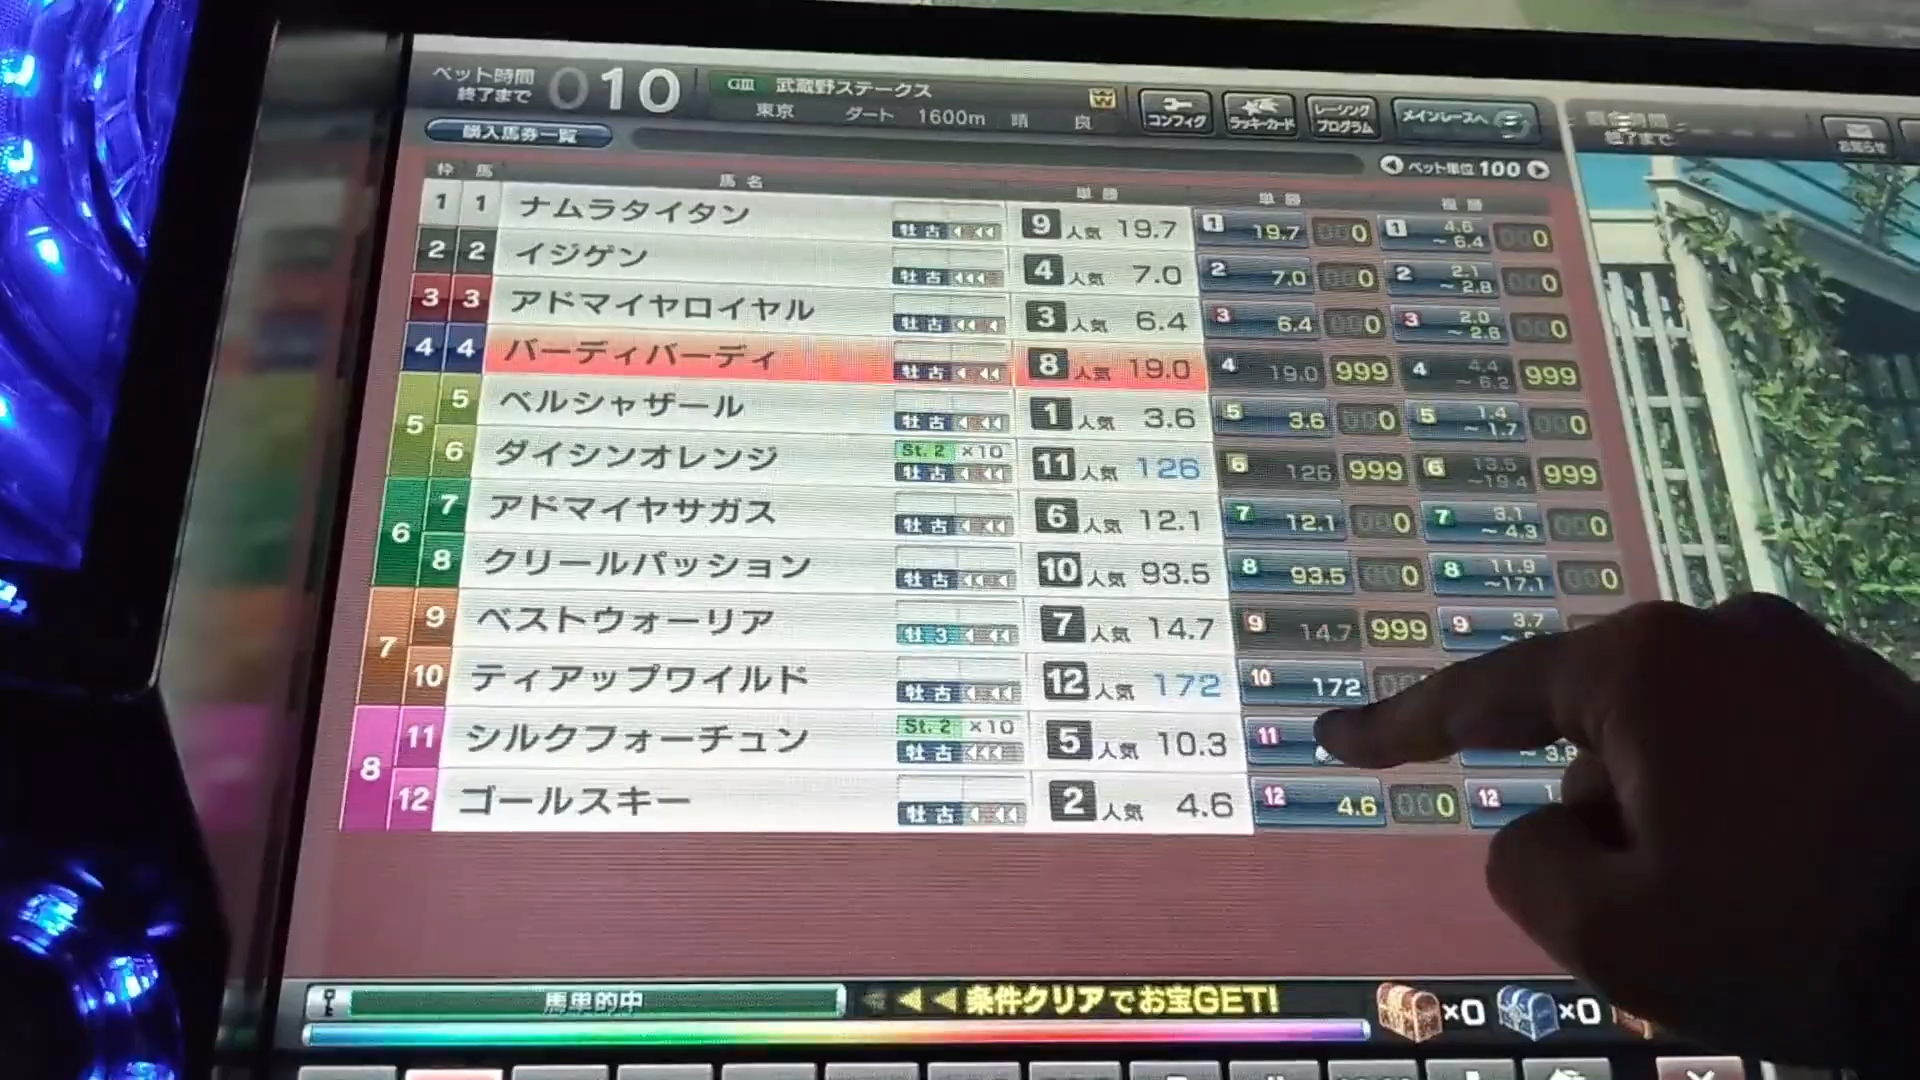 ベット時間 終了まで 010
GⅢ 武蔵野ステークス
東京 ダート 1600m 晴 良
コンフィグ
ラッキーカード
レーシング プログラム
メインレースへ
終了まで
お知らせ
購入馬券一覧
ベット単位 100
枠 馬 馬名 単勝 単勝 複勝
1 1 ナムラタイタン 牡 古 9人気 19.7 1 19.7 000 1 4.6~6.4 000
2 2 イジゲン 牡 古 4人気 7.0 2 7.0 000 2 2.1~2.8 000
3 3 アドマイヤロイヤル 牡 古 3人気 6.4 3 6.4 000 3 2.0~2.6 000
4 4 バーディバーディ 牡 古 8人気 19.0 4 19.0 999 4 4.4~6.2 999
5 5 ベルシャザール 牡 古 1人気 3.6 5 3.6 000 5 1.4~1.7 000
6 ダイシンオレンジ St.2 ×10 牡 古 11人気 126 6 126 999 6 13.5~19.4 999
6 7 アドマイヤサガス 牡 古 6人気 12.1 7 12.1 000 7 3.1~4.3 000
8 クリールパッション 牡 古 10人気 93.5 8 93.5 000 8 11.9~17.1 000
7 9 ベストウォーリア 牡 3 7人気 14.7 9 14.7 999 9 3.7
10 ティアップワイルド 牡 古 12人気 172 10 172
8 11 シルクフォーチュン St.2 ×10 牡 古 5人気 10.3 11 ~3.8
12 ゴールスキー 牡 古 2人気 4.6 12 4.6 000 12 1.
馬単的中
条件クリアでお宝GET!
×0 ×0